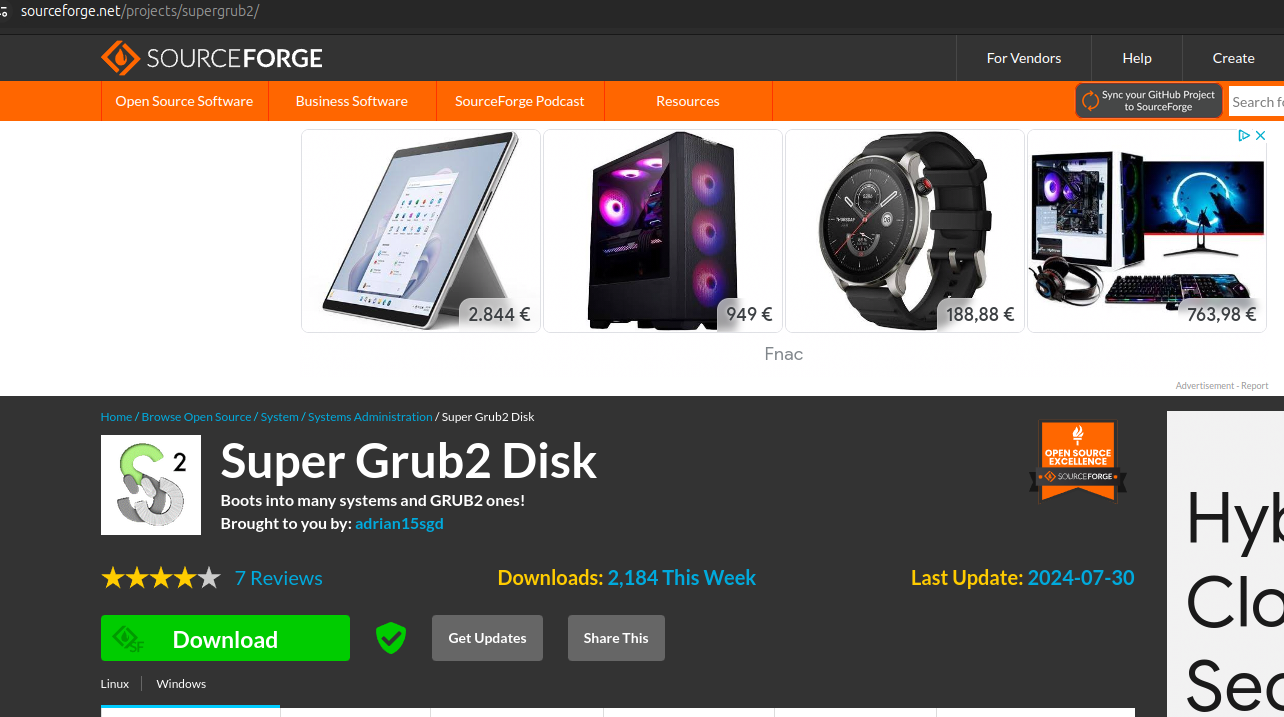 sourceforge.net/projects/supergrub2/
SOURCEFORGE
For Vendors
Help
Create
Open Source Software
Business Software
SourceForge Podcast
Resources
Sync your GitHub Project
to SourceForge
Search
2.844 €
949 €
188,88 €
763,98 €
Fnac
Advertisement - Report
Home / Browse Open Source / System / Systems Administration / Super Grub2 Disk
2
Super Grub2 Disk
Boots into many systems and GRUB2 ones!
Brought to you by: adrian15sgd
OPEN SOURCE
EXCELLENCE
SOURCEFORGE
7 Reviews
Downloads: 2,184 This Week
Last Update: 2024-07-30
SF
Download
Get Updates
Share This
Linux
Windows
Hyb
Clo
Sec